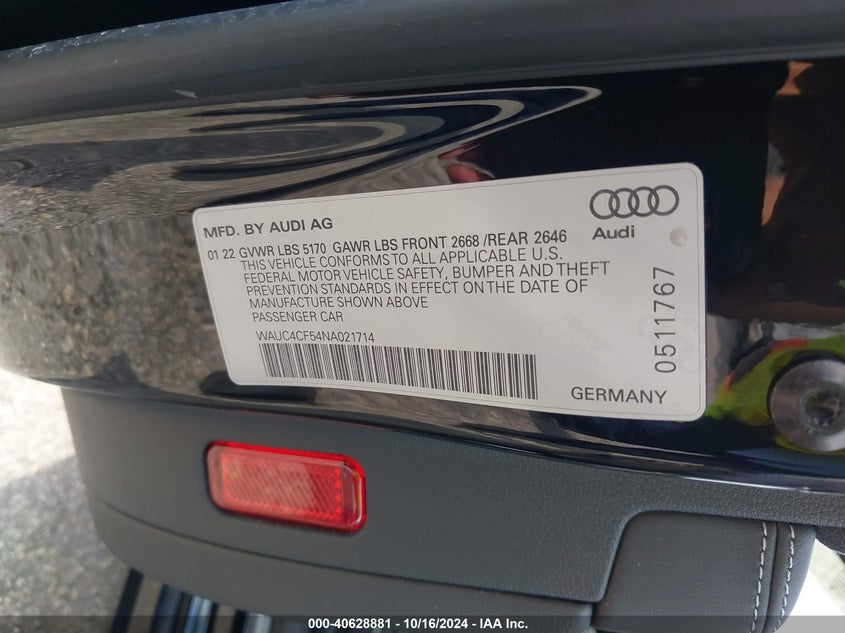 MFD. BY AUDI AG
Audi
01 22 GVWR LBS 5170 GAWR LBS FRONT 2668 /REAR 2646
THIS VEHICLE CONFORMS TO ALL APPLICABLE U.S.
FEDERAL MOTOR VEHICLE SAFETY, BUMPER AND THEFT
PREVENTION STANDARDS IN EFFECT ON THE DATE OF
MANUFACTURE SHOWN ABOVE
PASSENGER CAR
WAUC4CF54NA021714
0511767
GERMANY
000-40628881 - 10/16/2024 - IAA Inc.